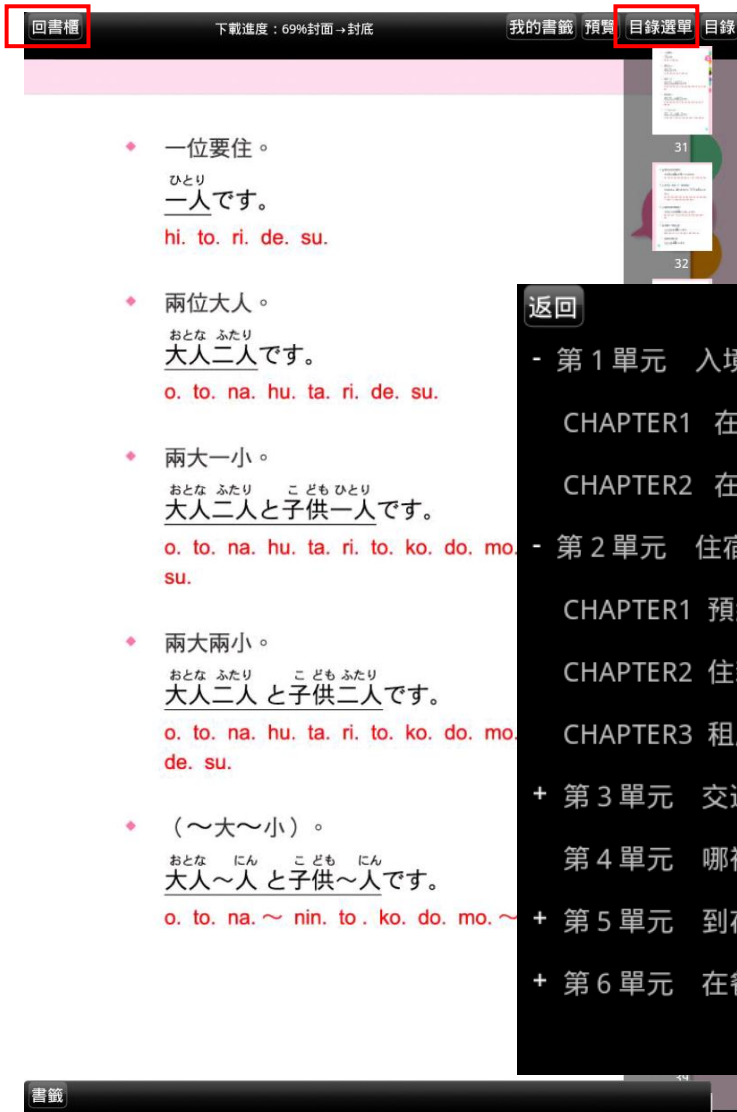 回書櫃 下載進度：69%封面→封底 我的書籤 預覽 目錄選單 目錄
31
32
◆ 一位要住。
ひとり
一人です。
hi. to. ri. de. su.
◆ 兩位大人。
おとな ふたり
大人二人です。
o. to. na. hu. ta. ri. de. su.
◆ 兩大一小。
おとな ふたり こ ども ひとり
大人二人と子供一人です。
o. to. na. hu. ta. ri. to. ko. do. mo.
su.
◆ 兩大兩小。
おとな ふたり こ ども ふたり
大人二人 と子供二人です。
o. to. na. hu. ta. ri. to. ko. do. mo.
de. su.
◆ （～大～小）。
おとな にん こ ども にん
大人～人 と子供～人です。
o. to. na. ～ nin. to . ko. do. mo. ～
返回
- 第 1 單元 入境
CHAPTER1 在
CHAPTER2 在
- 第 2 單元 住宿
CHAPTER1 預
CHAPTER2 住
CHAPTER3 租
+ 第 3 單元 交通
第 4 單元 哪
+ 第 5 單元 到
+ 第 6 單元 在
書籤